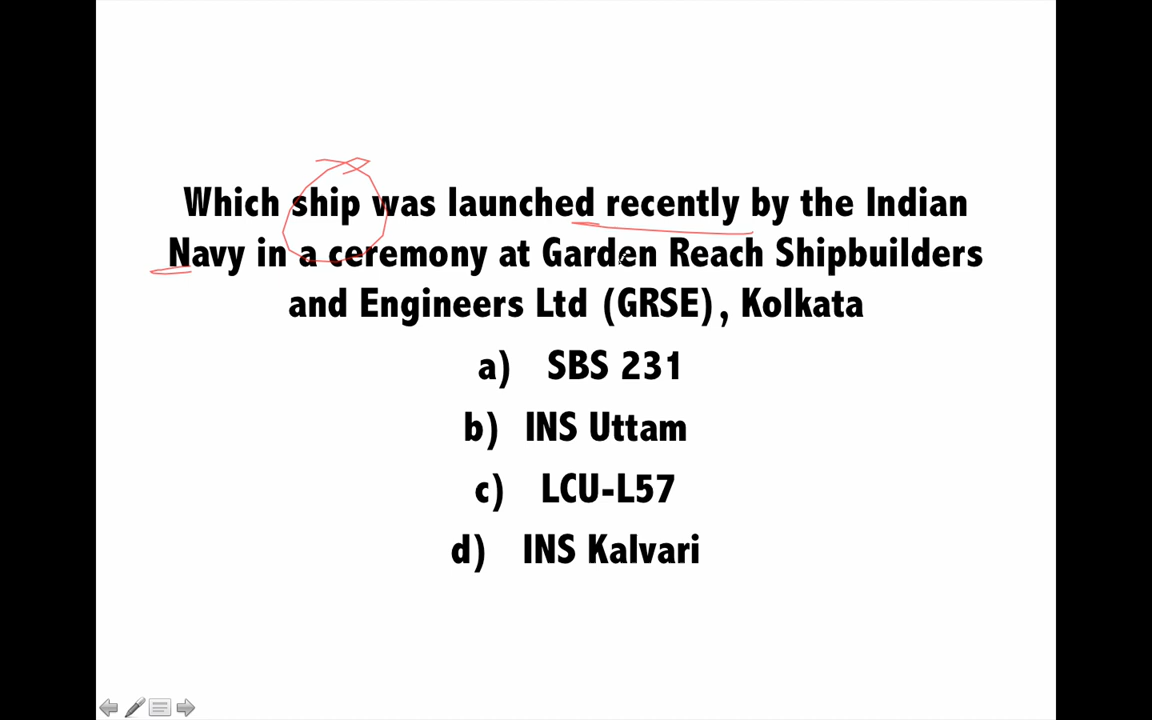 Which ship was launched recently by the Indian
Navy in a ceremony at Garden Reach Shipbuilders
and Engineers Ltd (GRSE), Kolkata
a) SBS 231
b) INS Uttam
c) LCU-L57
d) INS Kalvari